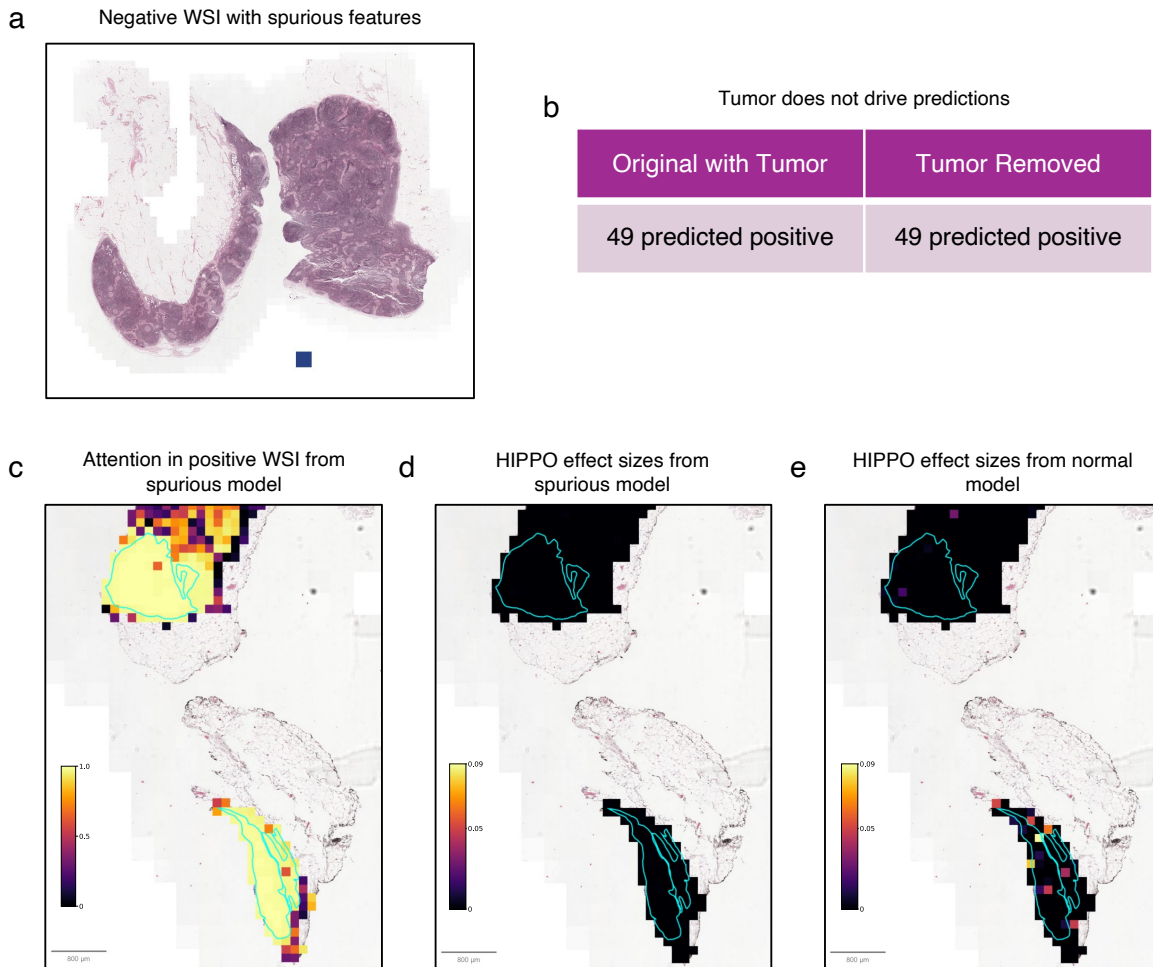 a
Negative WSI with spurious features
b
Tumor does not drive predictions
Original with Tumor
Tumor Removed
49 predicted positive
49 predicted positive
c
Attention in positive WSI from
spurious model
1.0
0.5
0
800 µm
d
HIPPO effect sizes from
spurious model
0.09
0.05
0
800 µm
e
HIPPO effect sizes from normal
model
0.09
0.05
0
800 µm